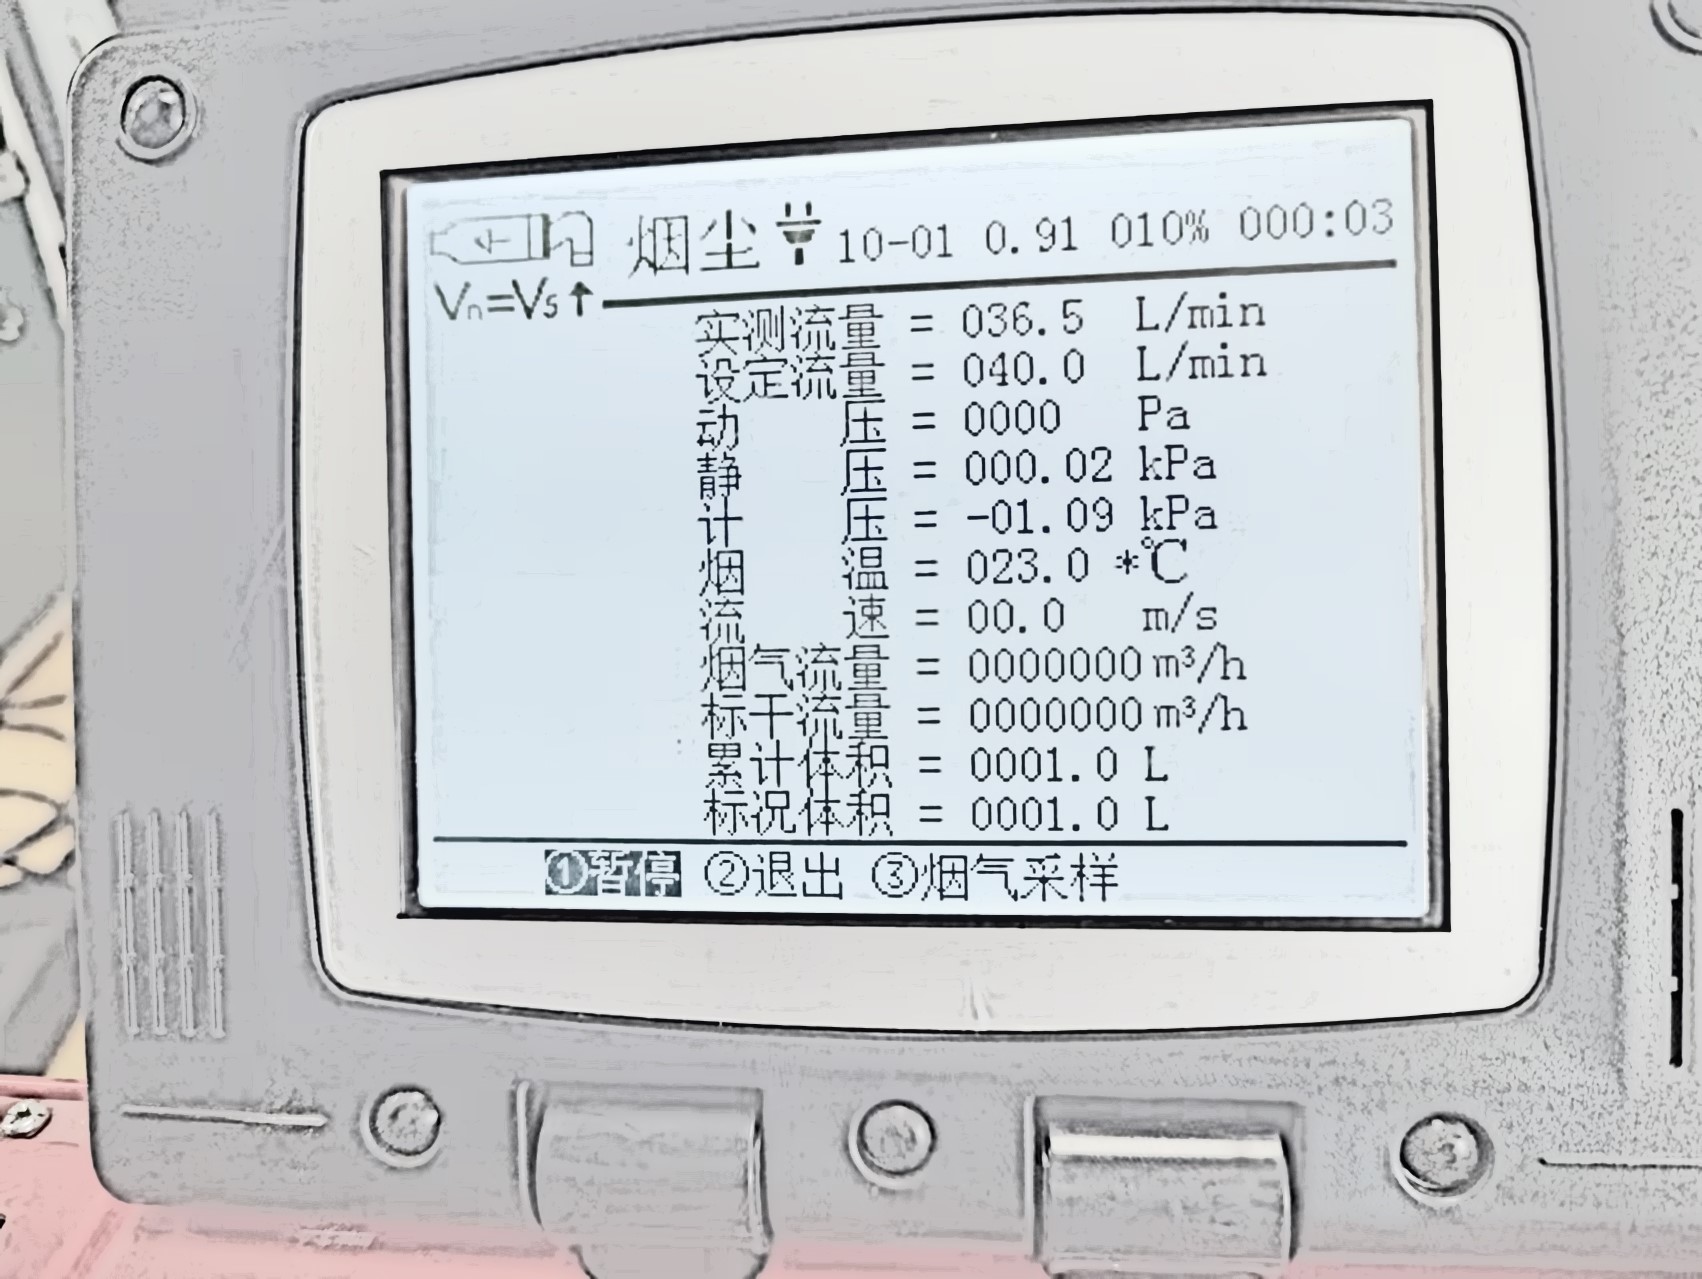 烟尘 10-01 0.91 010% 000:03
Vn=Vs↑
实测流量 = 036.5 L/min
设定流量 = 040.0 L/min
动 压 = 0000 Pa
静 压 = 000.02 kPa
计 压 = -01.09 kPa
烟 温 = 023.0 *℃
流 速 = 00.0 m/s
烟气流量 = 0000000 m³/h
标干流量 = 0000000 m³/h
累计体积 = 0001.0 L
标况体积 = 0001.0 L
①暂停 ②退出 ③烟气采样